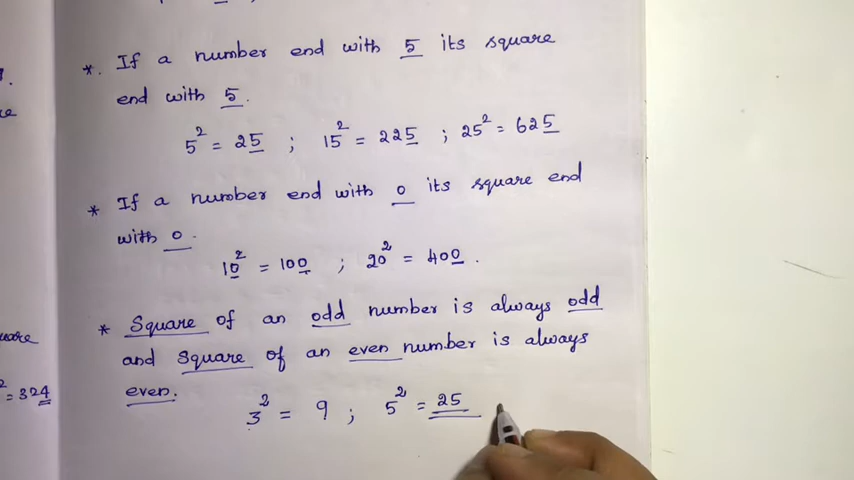 *. If a number end with 5 its square
end with 5.
5² = 25 ; 15² = 225 ; 25² = 625
* If a number end with 0 its square end
with 0.
10² = 100 ; 20² = 400.
* Square of an odd number is always odd
and square of an even number is always
even.
3² = 9 ; 5² = 25
² = 324